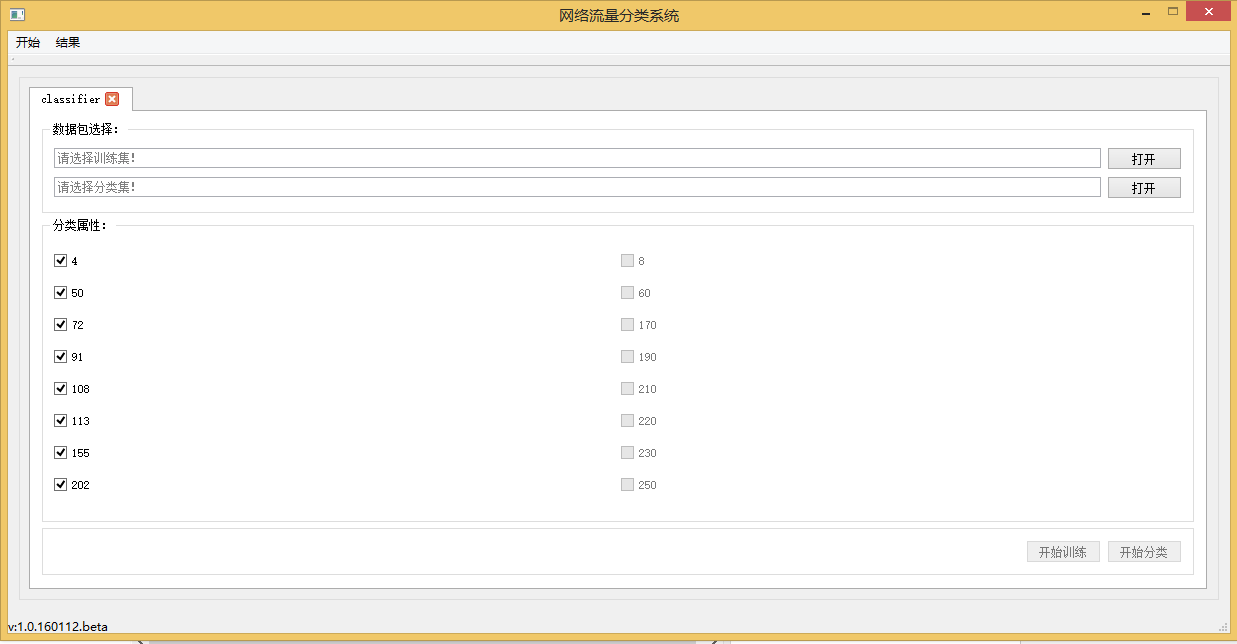 网络流量分类系统
开始 结果
classifier
数据包选择：
请选择训练集! 打开
请选择分类集! 打开
分类属性：
4 8
50 60
72 170
91 190
108 210
113 220
155 230
202 250
开始训练 开始分类
v:1.0.160112.beta